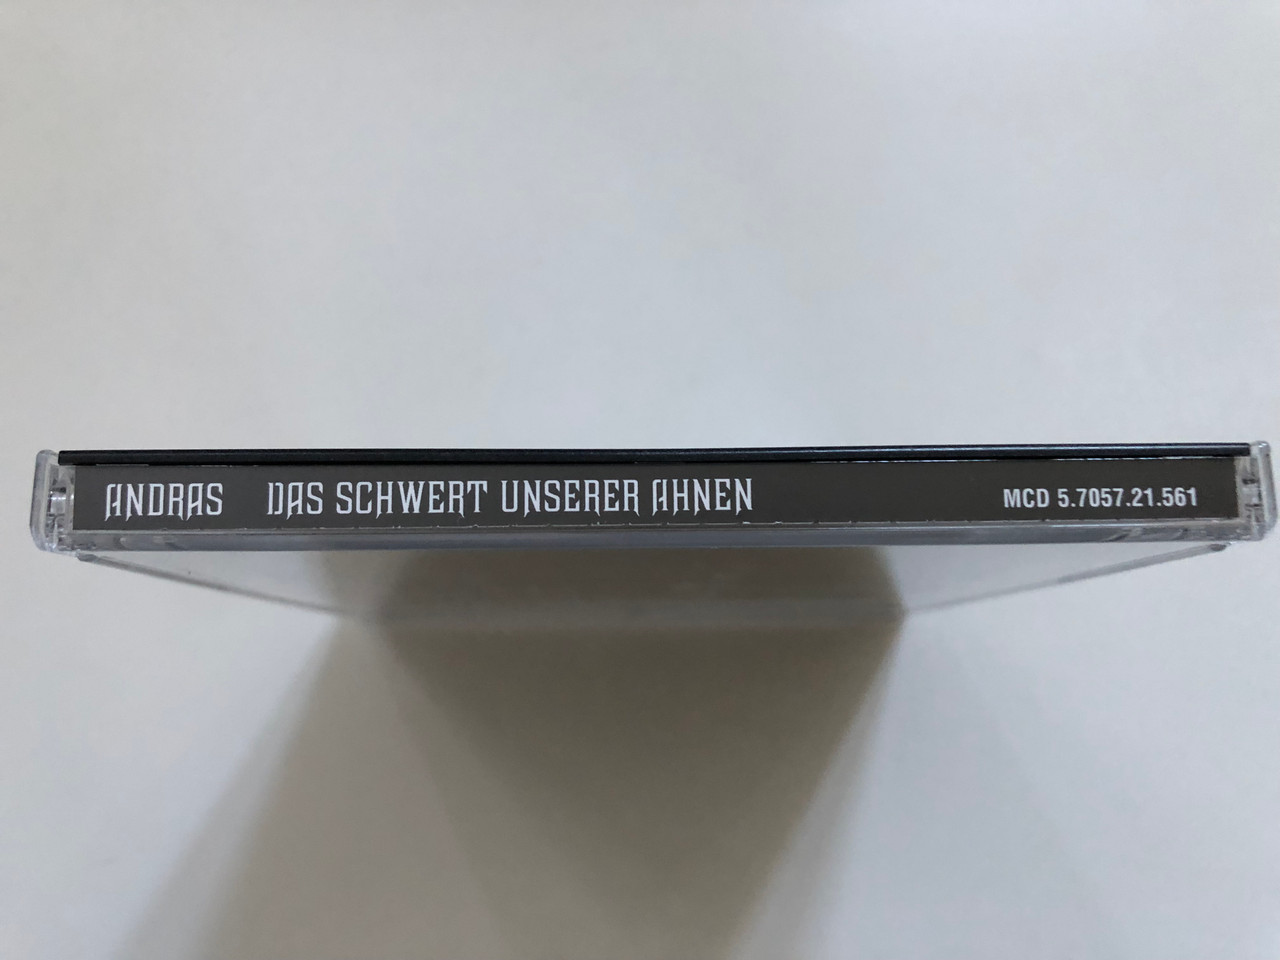 ANDRAS DAS SCHWERT UNSERER AHNEN MCD 5.7057.21.561